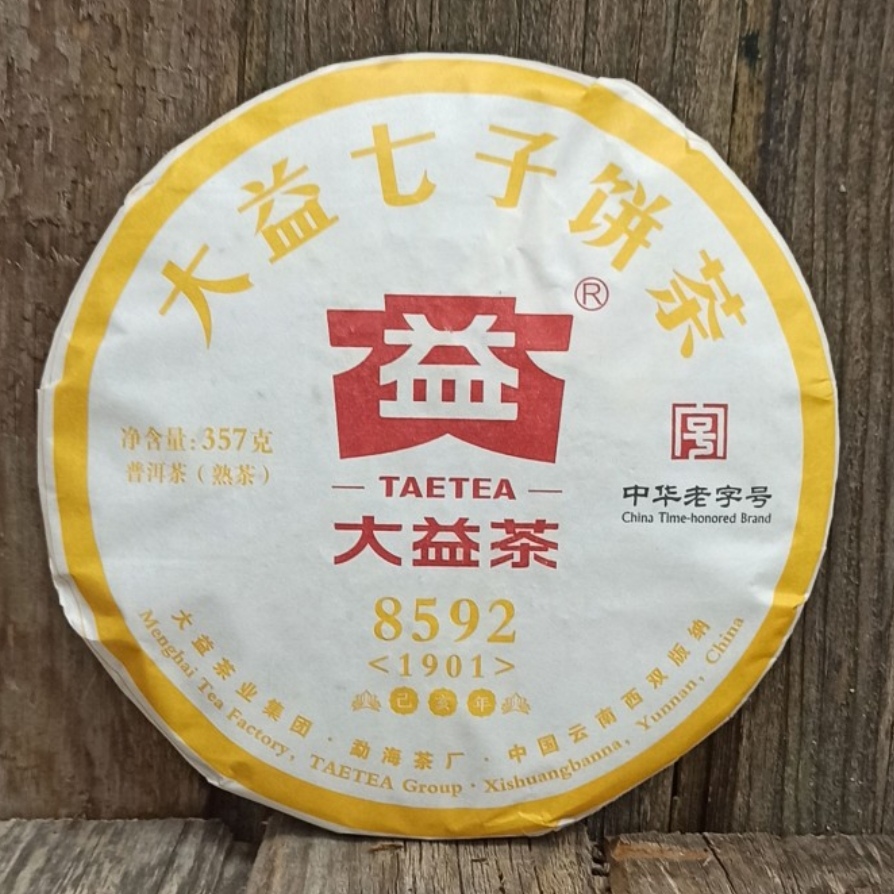 大益七子饼茶
益
®
净含量:357克
普洱茶(熟茶)
TAETEA
大益茶
中华老字号
China Time-honored Brand
8592
<1901>
己亥年
大益茶业集团·勐海茶厂·中国云南西双版纳
Menghai Tea Factory, TAETEA Group·Xishuangbanna, Yunnan, China